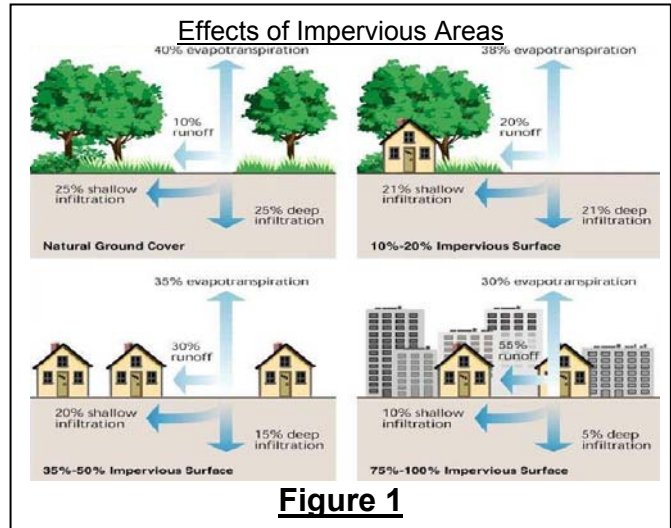 Effects of Impervious Areas
40% evapotranspiration
10%
runoff
25% shallow
infiltration
25% deep
infiltration
Natural Ground Cover
38% evapotranspiration
20%
runoff
21% shallow
infiltration
21% deep
infiltration
10%-20% Impervious Surface
35% evapotranspiration
30%
runoff
20% shallow
infiltration
15% deep
infiltration
35%-50% Impervious Surface
30% evapotranspiration
55%
runoff
10% shallow
infiltration
5% deep
infiltration
75%-100% Impervious Surface
Figure 1